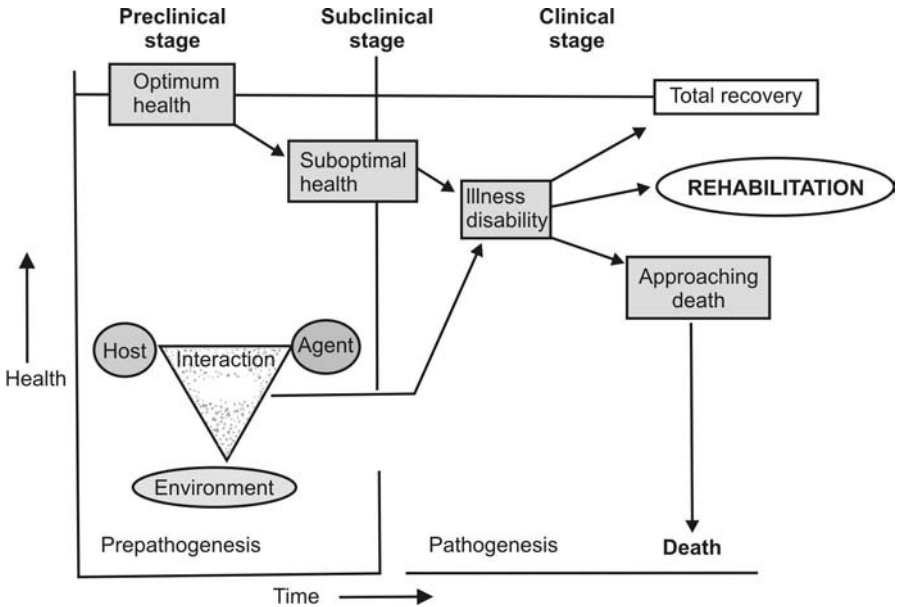 Preclinical
stage
Subclinical
stage
Clinical
stage
Optimum
health
Total recovery
Suboptimal
health
Illness
disability
REHABILITATION
Approaching
death
Host
Interaction
Agent
Health
Environment
Prepathogenesis
Pathogenesis
Death
Time